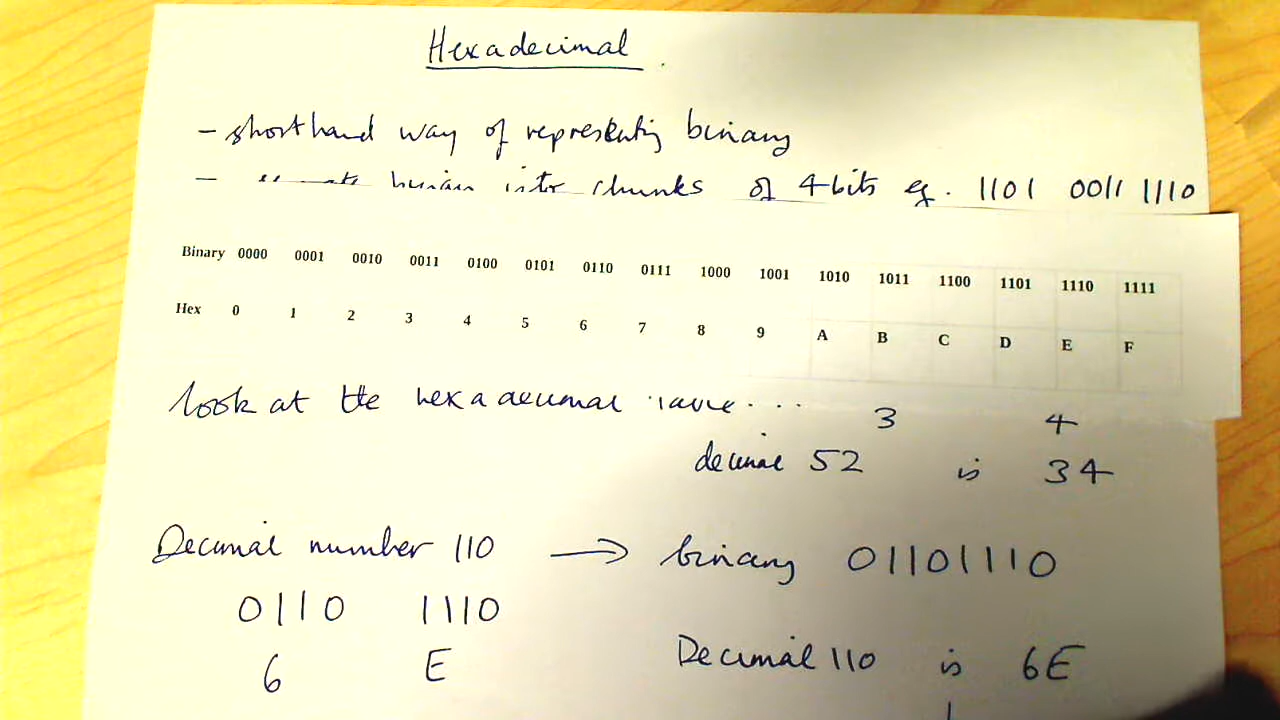 Hexadecimal
- shorthand way of representing binary
- binary into chunks of 4 bits eg. 1101 0011 1110
Binary 0000 0001 0010 0011 0100 0101 0110 0111 1000 1001 1010 1011 1100 1101 1110 1111
Hex 0 1 2 3 4 5 6 7 8 9 A B C D E F
look at the hexadecimal ...
3 4
decimal 52 is 34
Decimal number 110 → binary 01101110
0110 1110
6 E
Decimal 110 is 6E